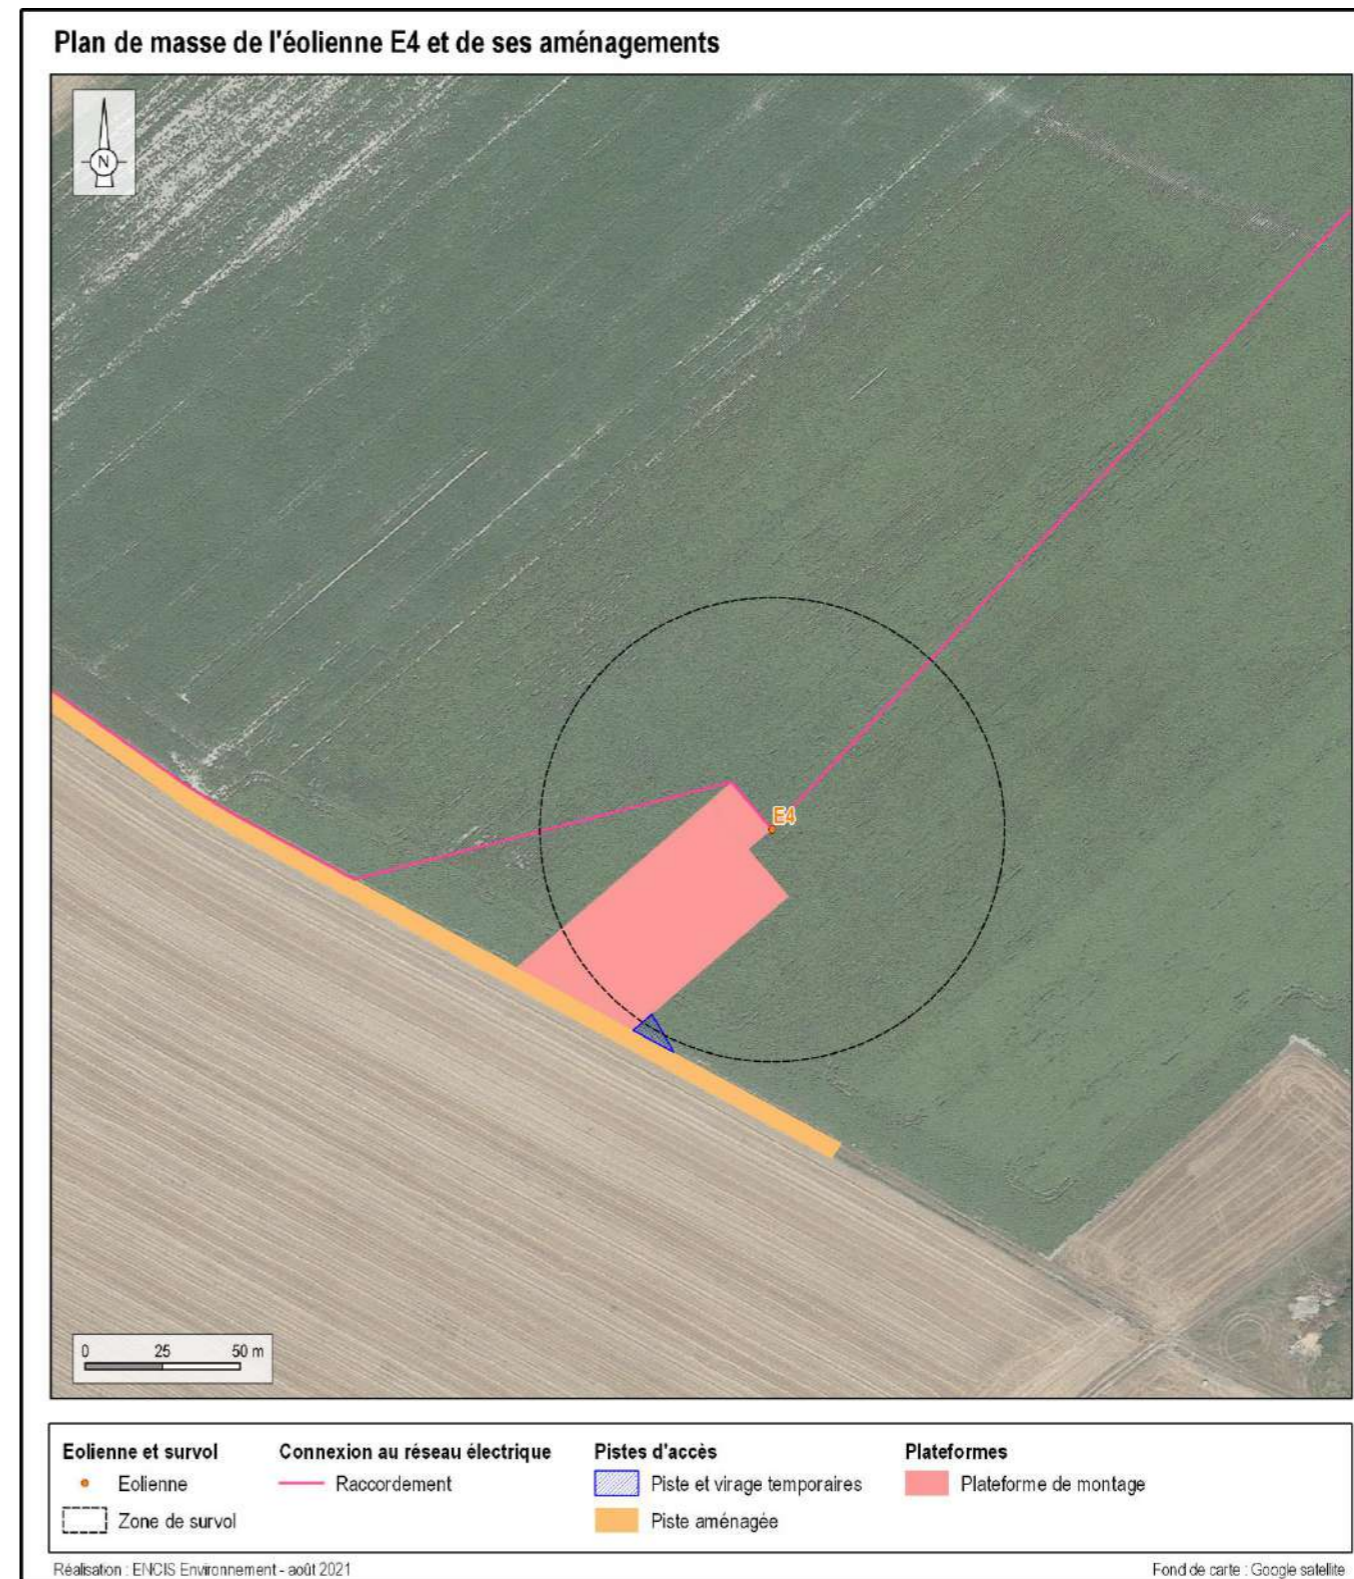 Plan de masse de l'éolienne E4 et de ses aménagements
N
E4
0 25 50 m
Eolienne et survol
Eolienne
Zone de survol
Connexion au réseau électrique
Raccordement
Pistes d'accès
Piste et virage temporaires
Piste aménagée
Plateformes
Plateforme de montage
Réalisation : ENCIS Environnement - août 2021
Fond de carte : Google satellite